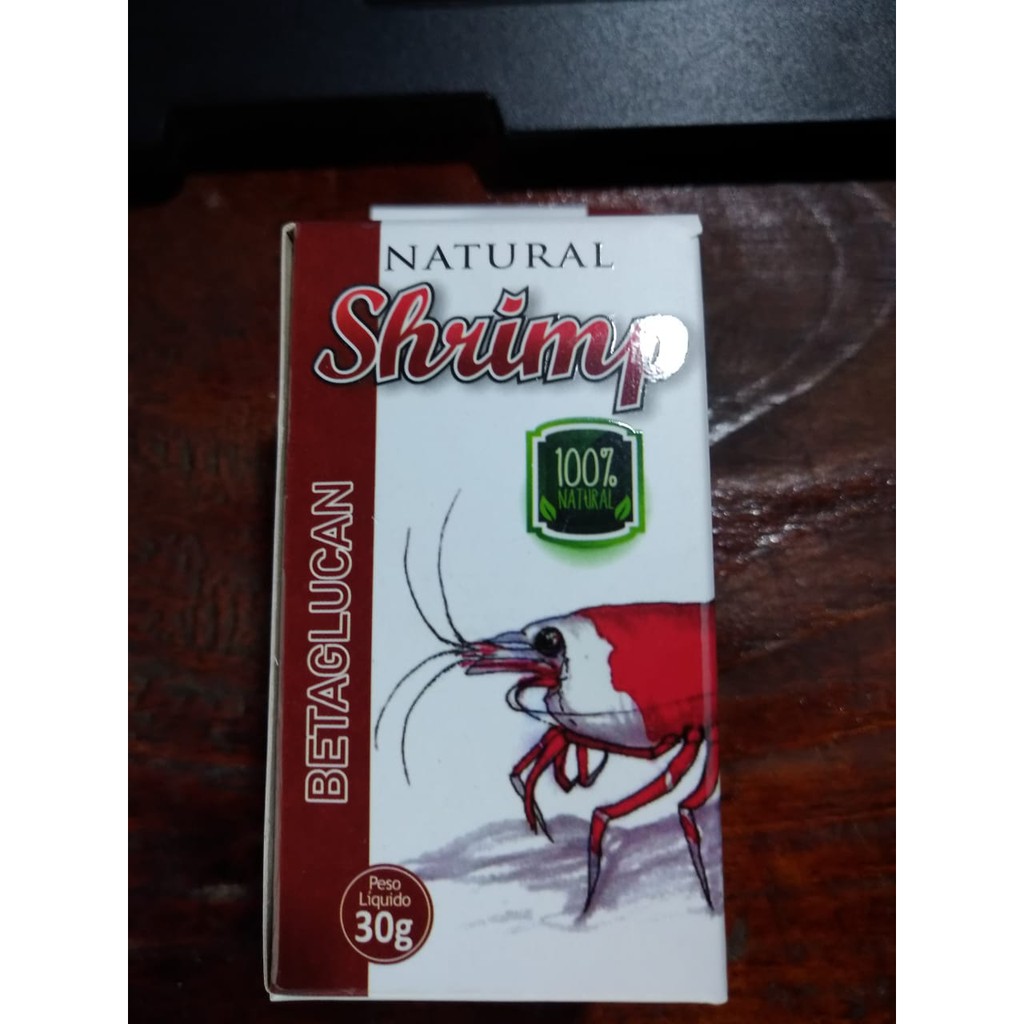 NATURAL
Shrimp
100%
NATURAL
BETAGLUCAN
Peso
Líquido
30g